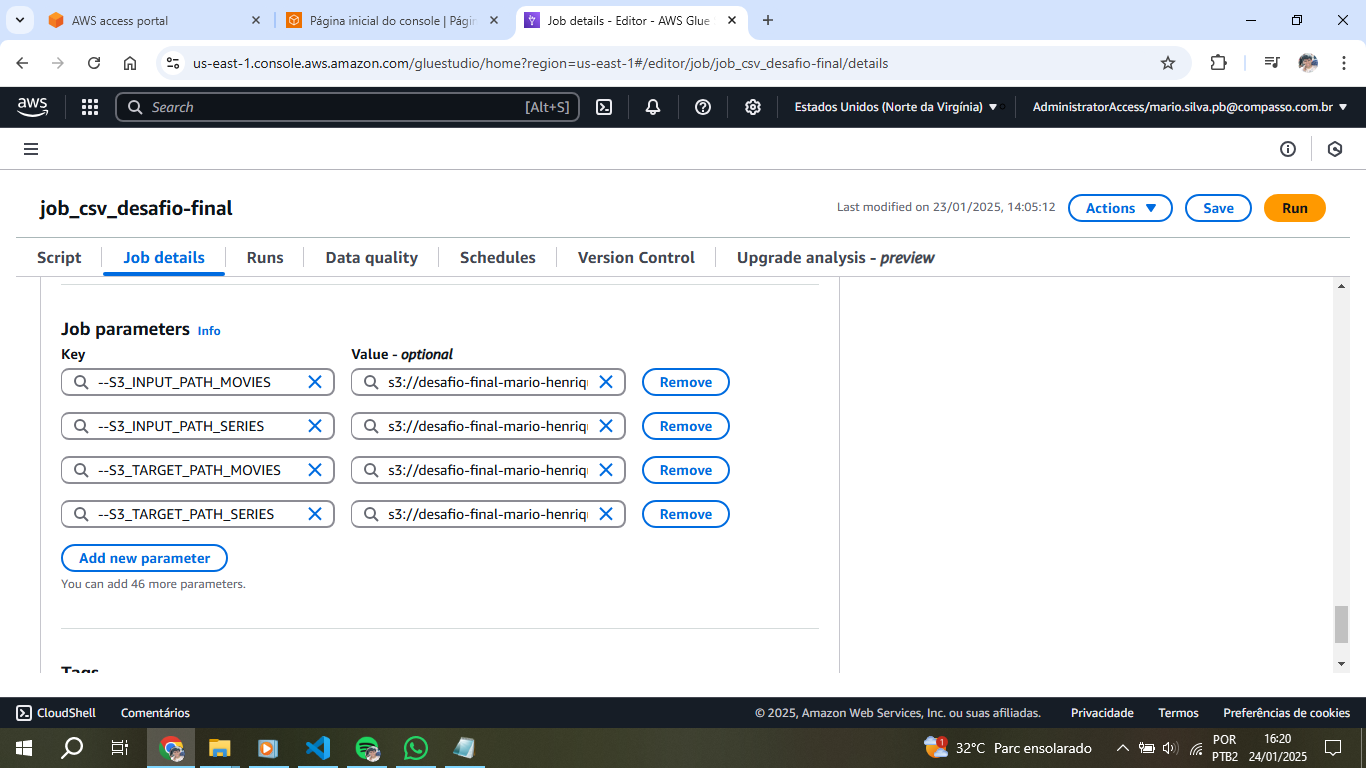 AWS access portal
Página inicial do console | Págin
Job details - Editor - AWS Glue
us-east-1.console.aws.amazon.com/gluestudio/home?region=us-east-1#/editor/job/job_csv_desafio-final/details
aws
Search
[Alt+S]
Estados Unidos (Norte da Virgínia)
AdministratorAccess/mario.silva.pb@compasso.com.br
job_csv_desafio-final
Last modified on 23/01/2025, 14:05:12
Actions
Save
Run
Script
Job details
Runs
Data quality
Schedules
Version Control
Upgrade analysis - preview
Job parameters Info
Key
Value - optional
--S3_INPUT_PATH_MOVIES
s3://desafio-final-mario-henriqu
Remove
--S3_INPUT_PATH_SERIES
s3://desafio-final-mario-henriqu
Remove
--S3_TARGET_PATH_MOVIES
s3://desafio-final-mario-henriqu
Remove
--S3_TARGET_PATH_SERIES
s3://desafio-final-mario-henriqu
Remove
Add new parameter
You can add 46 more parameters.
Tags
CloudShell
Comentários
© 2025, Amazon Web Services, Inc. ou suas afiliadas.
Privacidade
Termos
Preferências de cookies
1
32°C
Parc ensolarado
POR
PTB2
16:20
24/01/2025